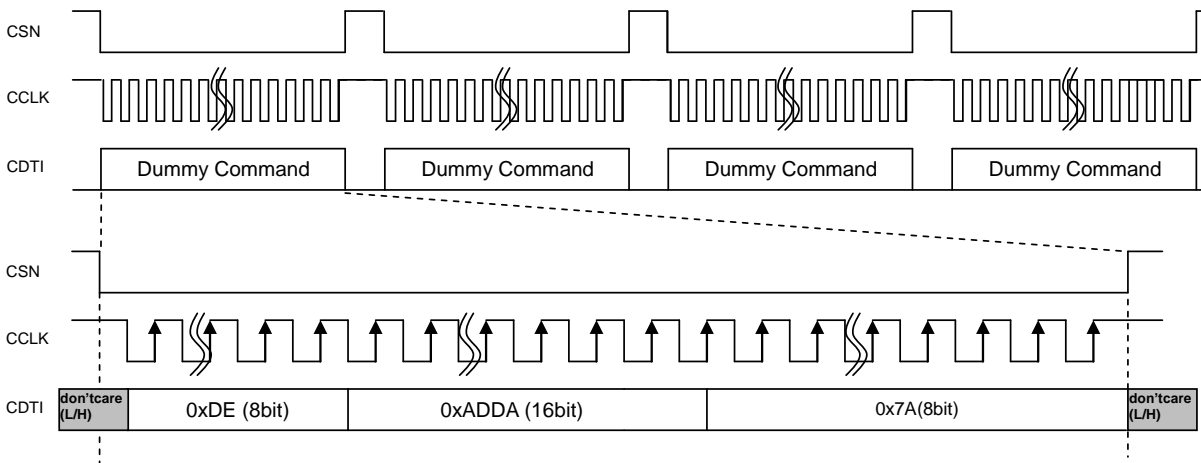 CSN
CCLK
CDTI Dummy Command Dummy Command Dummy Command Dummy Command
CSN
CCLK
CDTI don'tcare (L/H) 0xDE (8bit) 0xADDA (16bit) 0x7A(8bit) don'tcare (L/H)